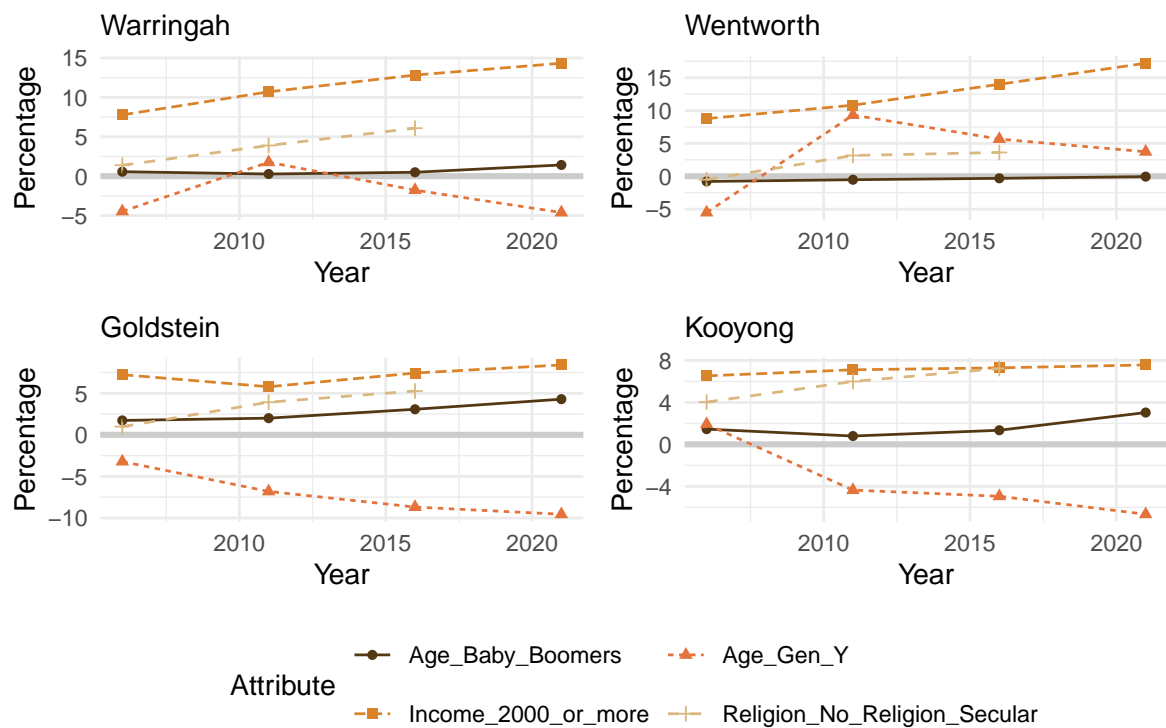 Warringah
Wentworth
15
10
5
0
–5
Percentage
2010
2015
2020
Year
15
10
5
0
–5
Percentage
2010
2015
2020
Year
Goldstein
Kooyong
5
0
–5
–10
Percentage
2010
2015
2020
Year
8
4
0
–4
Percentage
2010
2015
2020
Year
Attribute
Age_Baby_Boomers
Age_Gen_Y
Income_2000_or_more
Religion_No_Religion_Secular